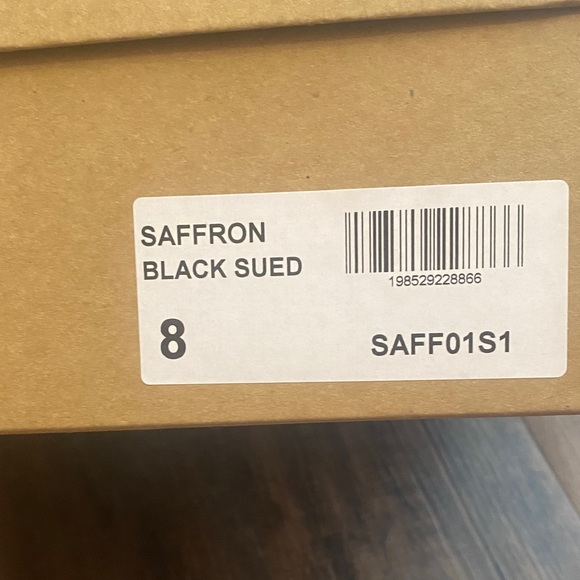 SAFFRON
BLACK SUED
198529228866
8
SAFF01S1